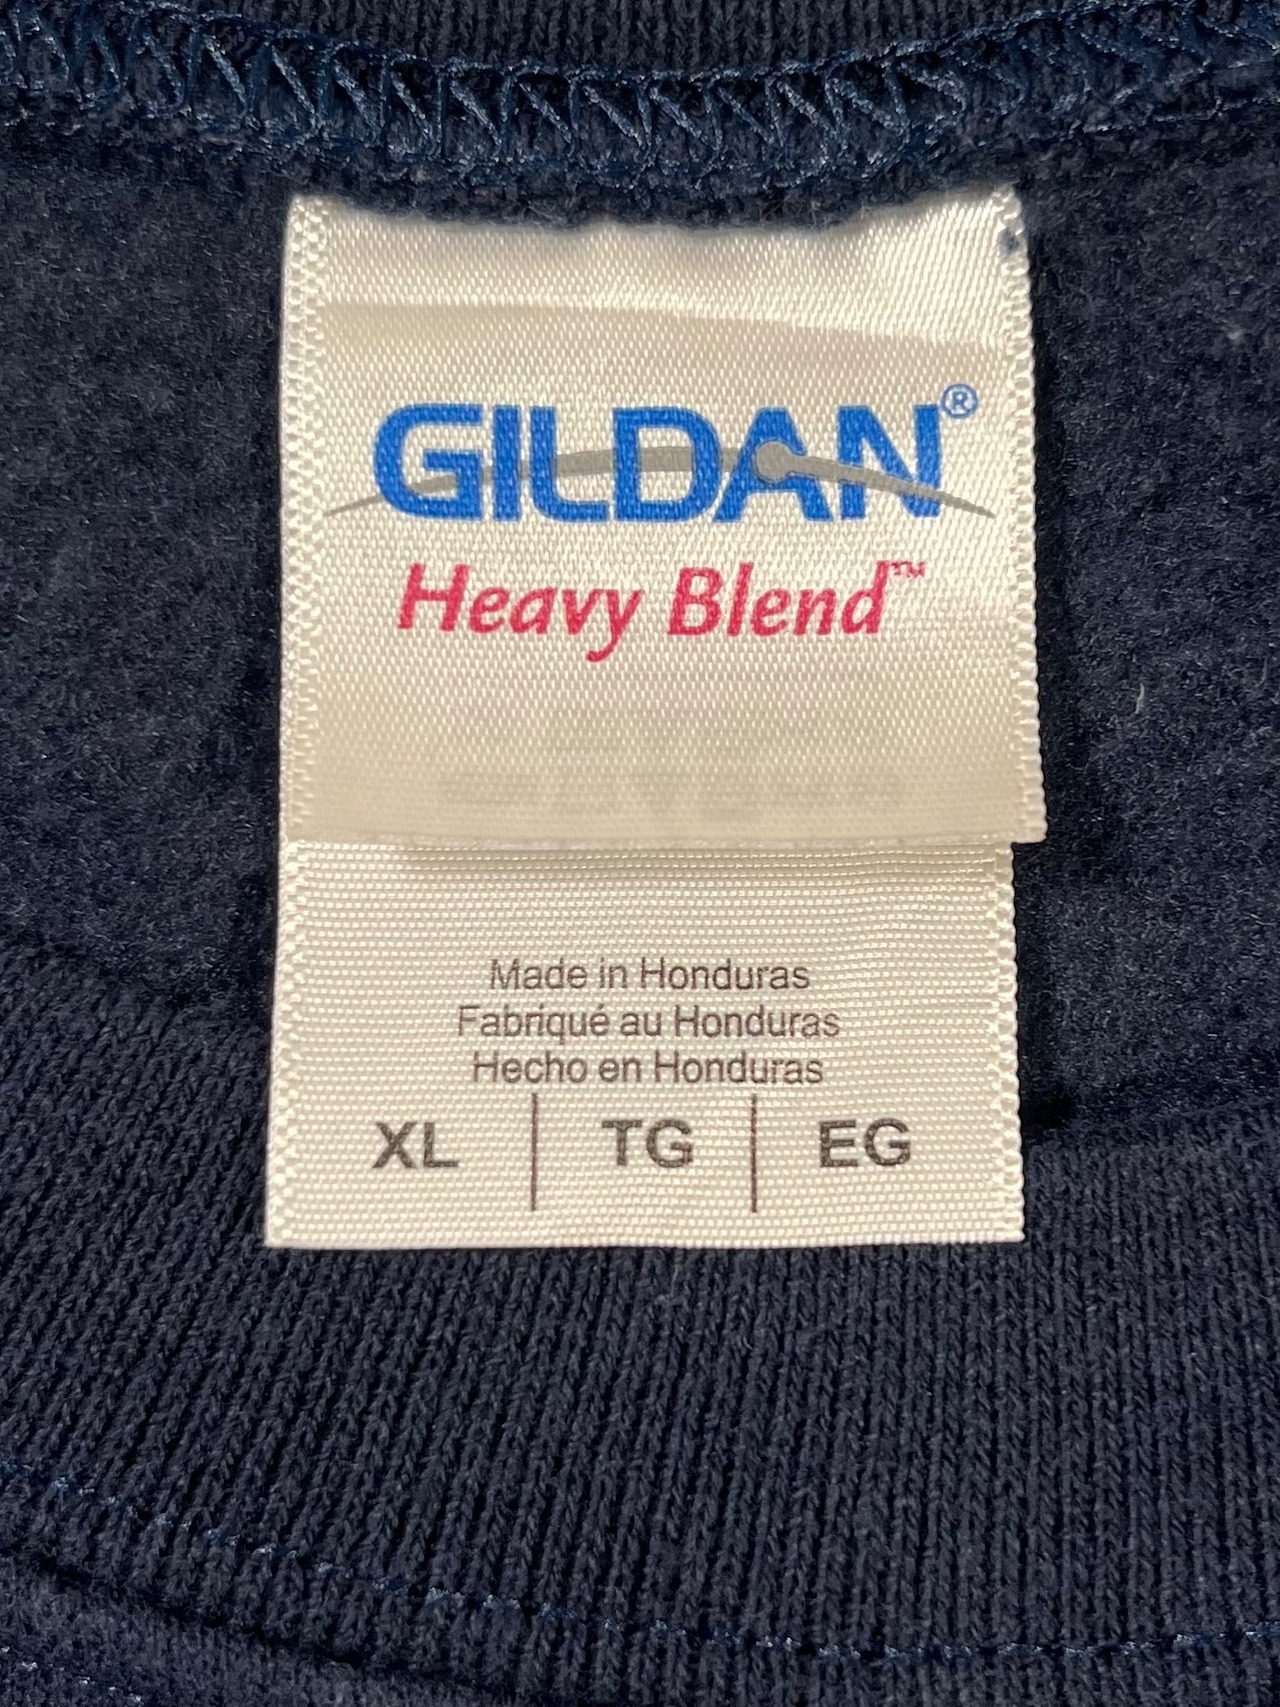 GILDAN®
Heavy Blend™
Made in Honduras
Fabriqué au Honduras
Hecho en Honduras
XL | TG | EG